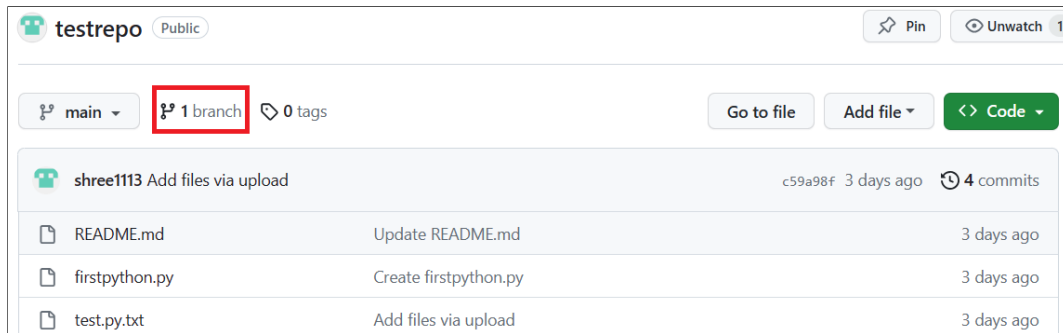 testrepo Public Pin Unwatch 1
main 1 branch 0 tags Go to file Add file <> Code
shree1113 Add files via upload c59a98f 3 days ago 4 commits
README.md Update README.md 3 days ago
firstpython.py Create firstpython.py 3 days ago
test.py.txt Add files via upload 3 days ago